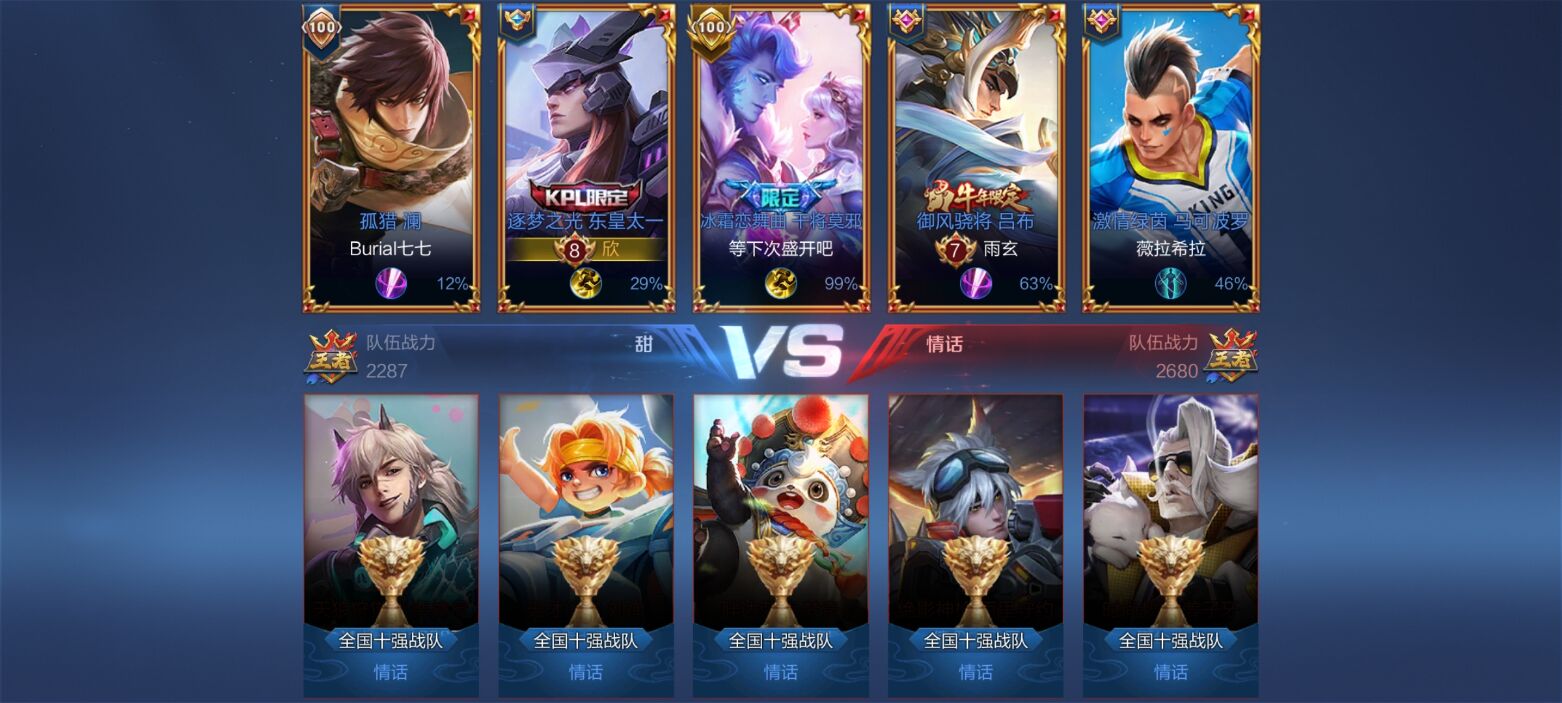 100
100
KPL限定
限定
牛年限定
KING
孤猎 澜
逐梦之光 东皇太一
冰霜恋舞曲 干将莫邪
御风骁将 吕布
激情绿茵 马可波罗
Burial七七
8 欣
等下次盛开吧
7 雨玄
薇拉希拉
12%
29%
99%
63%
46%
王者
队伍战力
2287
甜
VS
情话
队伍战力
2680
王者
全国十强战队
全国十强战队
全国十强战队
全国十强战队
全国十强战队
情话
情话
情话
情话
情话